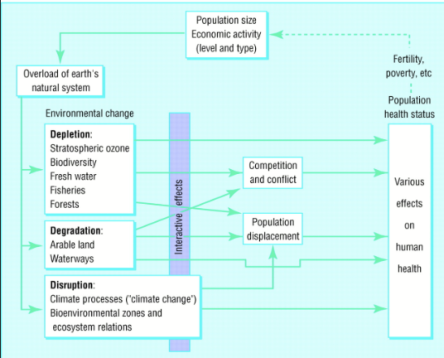 Population size
Economic activity
(level and type)
Fertility,
poverty, etc
Overload of earth's
natural system
Population
health status
Environmental change
Depletion:
Stratospheric ozone
Biodiversity
Fresh water
Fisheries
Forests
Interactive effects
Competition
and conflict
Various
effects
on
human
health
Degradation:
Arable land
Waterways
Population
displacement
Disruption:
Climate processes ("climate change")
Bioenvironmental zones and
ecosystem relations